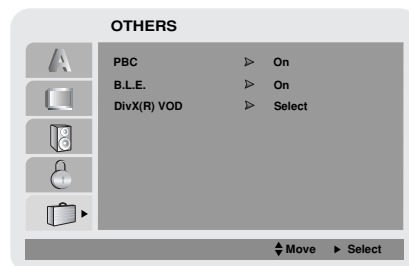 OTHERS
A
PBC ▷ On
B.L.E. ▷ On
DivX(R) VOD ▷ Select
Move ► Select